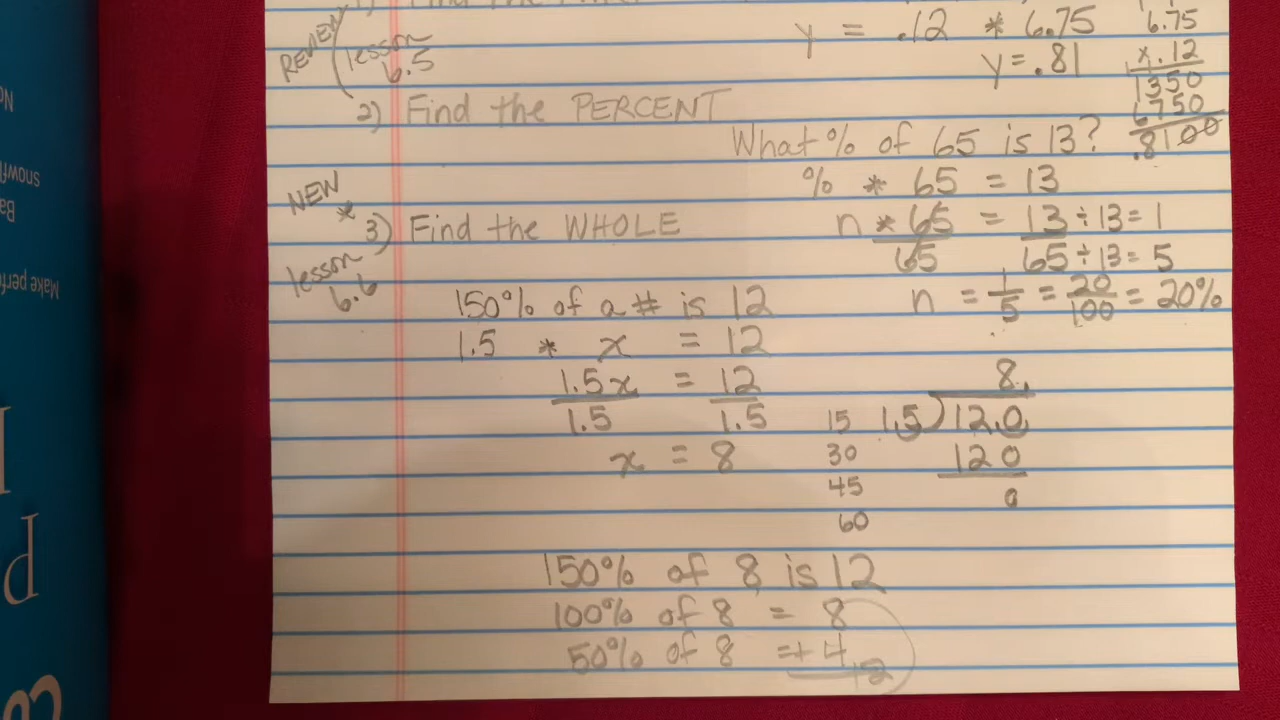 REVIEW
lesson
6.5
y = .12 * 6.75
y = .81
6.75
x .12
1350
6750
.8100
2) Find the PERCENT
What % of 65 is 13?
% * 65 = 13
n * 65 = 13 ÷ 13 = 1
65 65 ÷ 13 = 5
n = 1/5 = 20/100 = 20%
NEW
*
3) Find the WHOLE
lesson
6.6
150% of a # is 12
1.5 * x = 12
1.5x = 12
1.5 1.5
x = 8
15
30
45
60
8.
1.5)12.0
120
0
150% of 8 is 12
100% of 8 = 8
50% of 8 = + 4
12
Make perf
snowfl